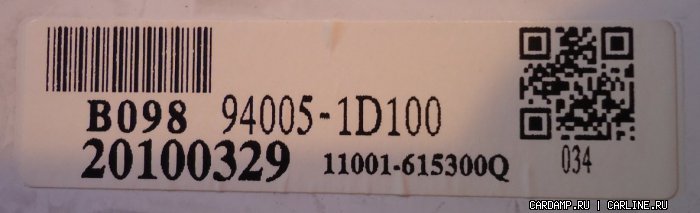 B098 94005-1D100
20100329 11001-615300Q
034
CARDAMP.RU | CARLINE.RU